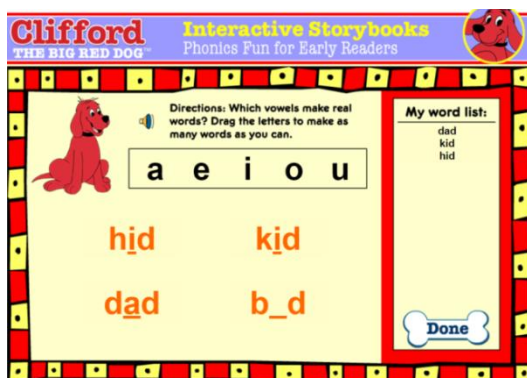 Clifford
THE BIG RED DOG™
Interactive Storybooks
Phonics Fun for Early Readers
Directions: Which vowels make real
words? Drag the letters to make as
many words as you can.
a e i o u
hid kid
dad b_d
My word list:
dad
kid
hid
Done